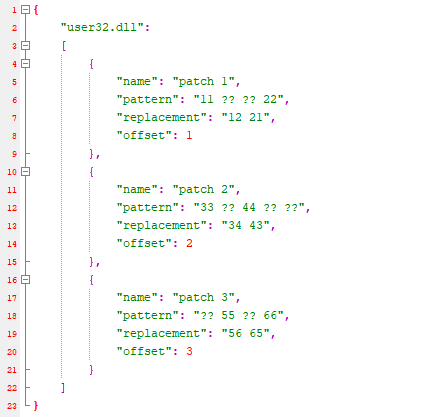 1 {
2 "user32.dll":
3 [
4 {
5 "name": "patch 1",
6 "pattern": "11 ?? ?? 22",
7 "replacement": "12 21",
8 "offset": 1
9 },
10 {
11 "name": "patch 2",
12 "pattern": "33 ?? 44 ?? ??",
13 "replacement": "34 43",
14 "offset": 2
15 },
16 {
17 "name": "patch 3",
18 "pattern": "?? 55 ?? 66",
19 "replacement": "56 65",
20 "offset": 3
21 }
22 ]
23 }